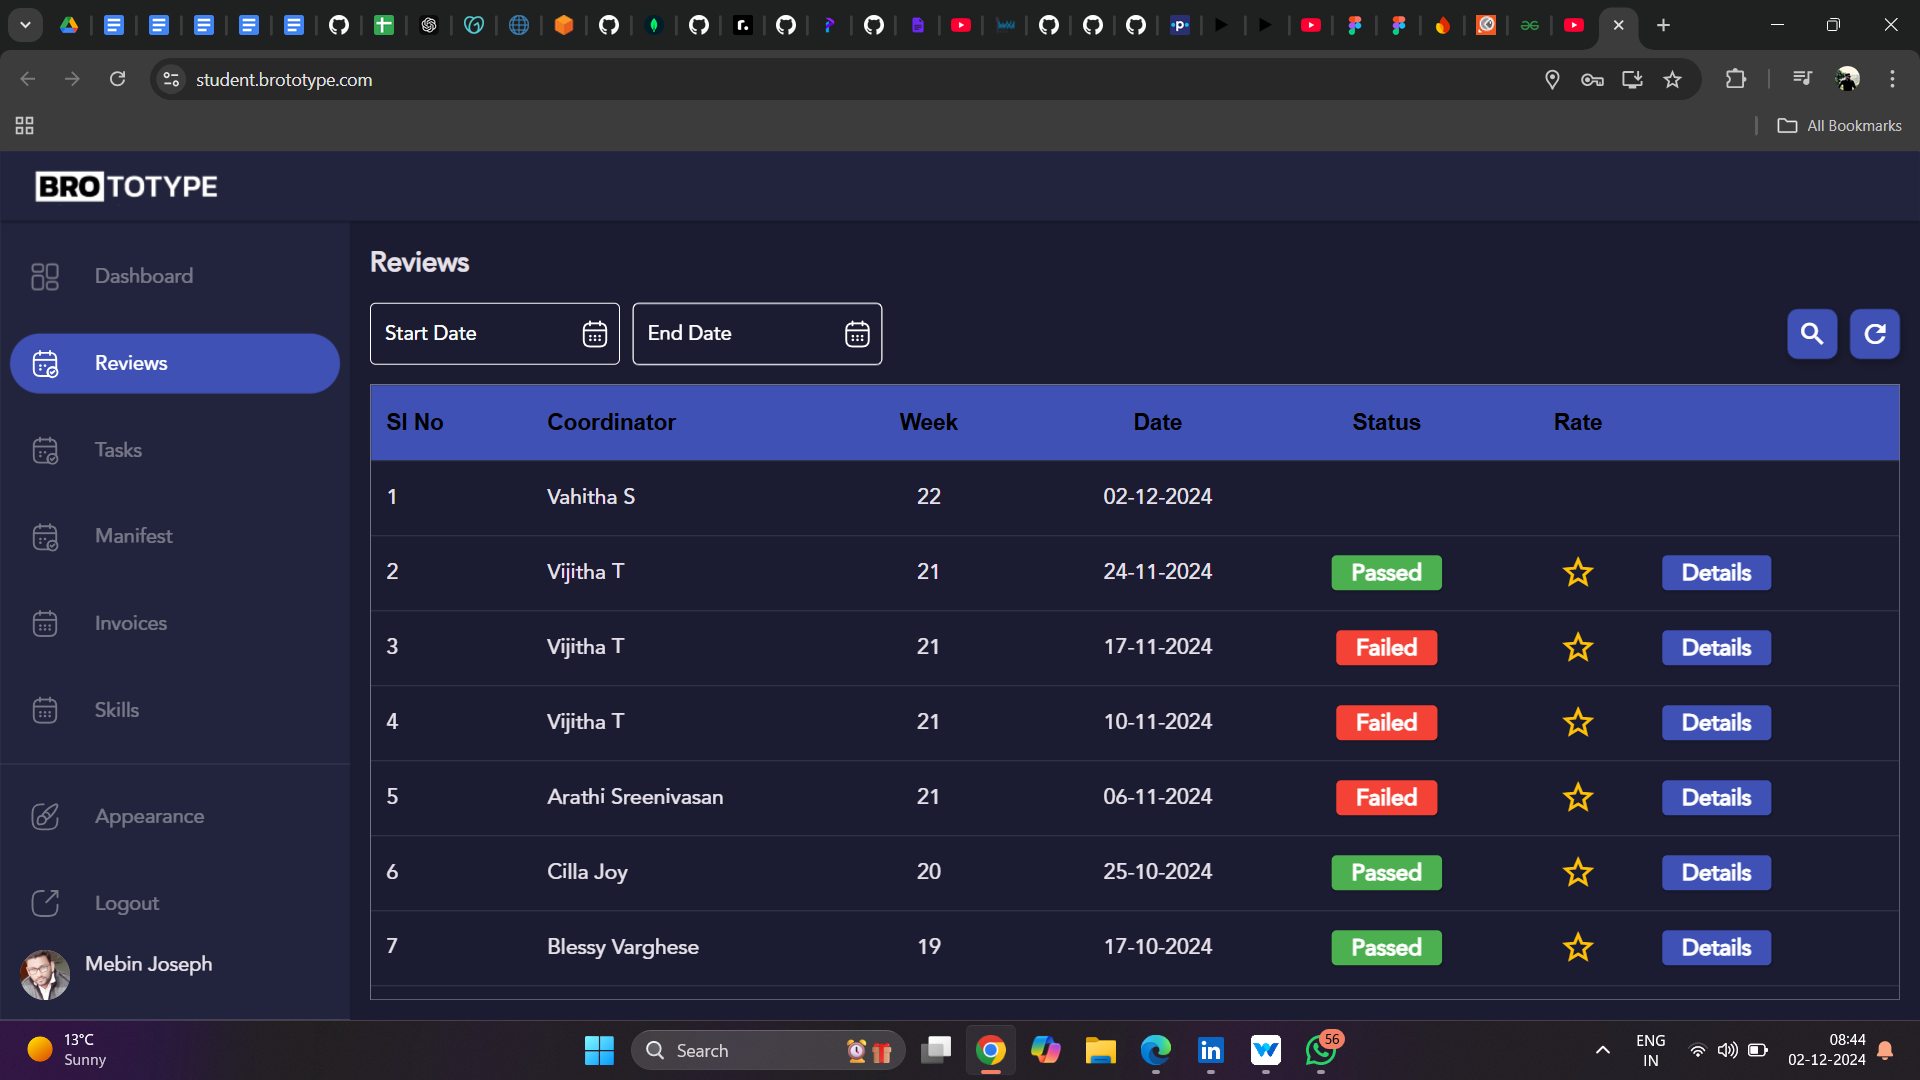 student.brototype.com
All Bookmarks
BROTOTYPE
Dashboard
Reviews
Tasks
Manifest
Invoices
Skills
Appearance
Logout
Mebin Joseph
Reviews
Start Date
End Date
Sl No Coordinator Week Date Status Rate
1 Vahitha S 22 02-12-2024
2 Vijitha T 21 24-11-2024 Passed Details
3 Vijitha T 21 17-11-2024 Failed Details
4 Vijitha T 21 10-11-2024 Failed Details
5 Arathi Sreenivasan 21 06-11-2024 Failed Details
6 Cilla Joy 20 25-10-2024 Passed Details
7 Blessy Varghese 19 17-10-2024 Passed Details
13°C
Sunny
Search
56
ENG
IN
08:44
02-12-2024